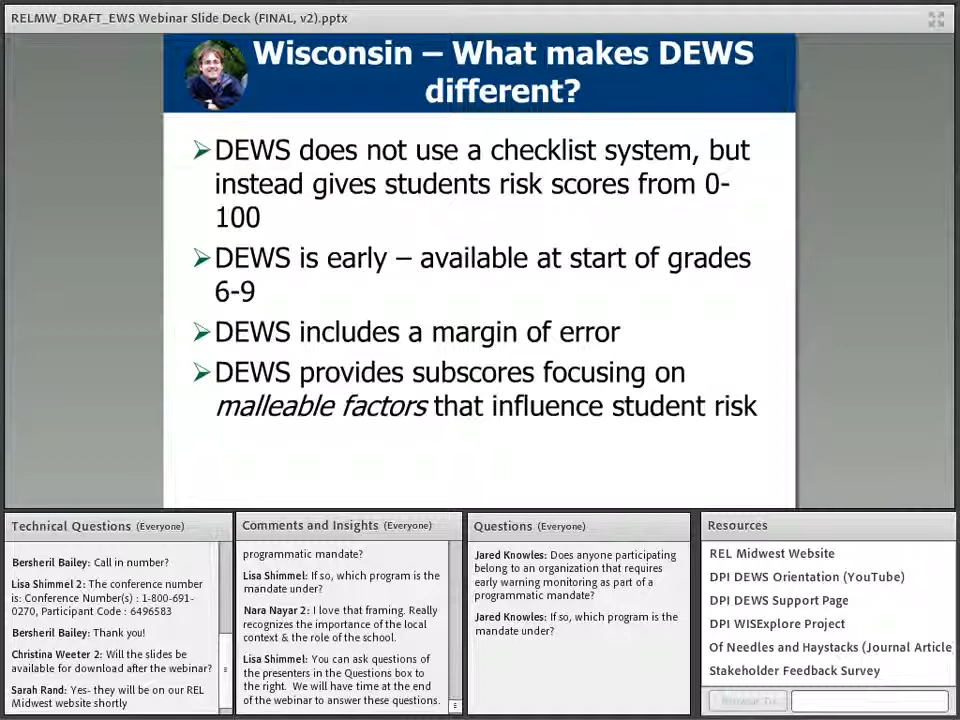 RELMW_DRAFT_EWS Webinar Slide Deck (FINAL, v2).pptx
Wisconsin – What makes DEWS
different?
DEWS does not use a checklist system, but
instead gives students risk scores from 0-
100
DEWS is early – available at start of grades
6-9
DEWS includes a margin of error
DEWS provides subscores focusing on
malleable factors that influence student risk
Technical Questions (Everyone)
Bersheril Bailey: Call in number?
Lisa Shimmel 2: The conference number
is: Conference Number(s) : 1-800-691-
0270, Participant Code : 6496583
Bersheril Bailey: Thank you!
Christina Weeter 2: Will the slides be
available for download after the webinar?
Sarah Rand: Yes- they will be on our REL
Midwest website shortly
Comments and Insights (Everyone)
programmatic mandate?
Lisa Shimmel: If so, which program is the
mandate under?
Nara Nayar 2: I love that framing. Really
recognizes the importance of the local
context & the role of the school.
Lisa Shimmel: You can ask questions of
the presenters in the Questions box to
the right. We will have time at the end
of the webinar to answer these questions.
Questions (Everyone)
Jared Knowles: Does anyone participating
belong to an organization that requires
early warning monitoring as part of a
programmatic mandate?
Jared Knowles: If so, which program is the
mandate under?
Resources
REL Midwest Website
DPI DEWS Orientation (YouTube)
DPI DEWS Support Page
DPI WISExplore Project
Of Needles and Haystacks (Journal Article
Stakeholder Feedback Survey
Browse To